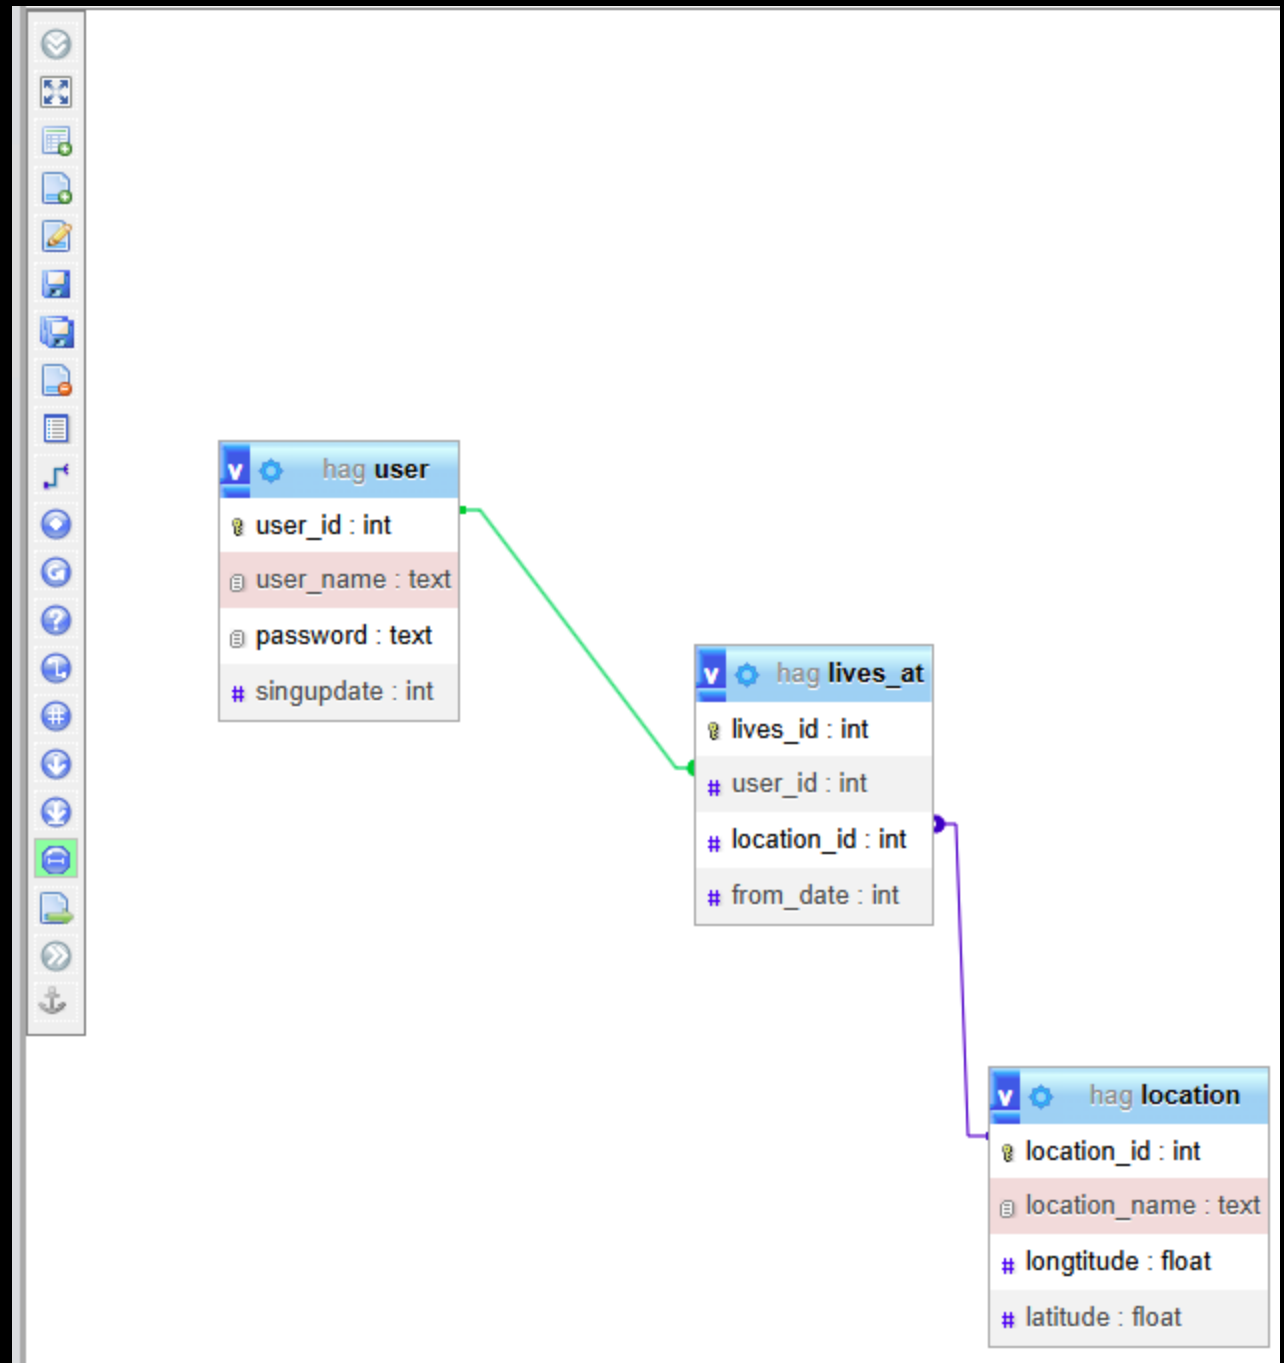 v hag user
user_id : int
user_name : text
password : text
# singupdate : int
v hag lives_at
lives_id : int
# user_id : int
# location_id : int
# from_date : int
v hag location
location_id : int
location_name : text
# longtitude : float
# latitude : float